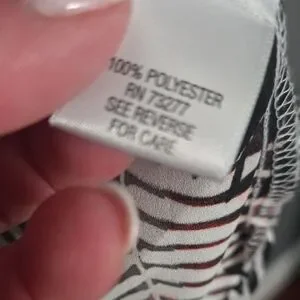 100% POLYESTER
RN 73277
SEE REVERSE
FOR CARE